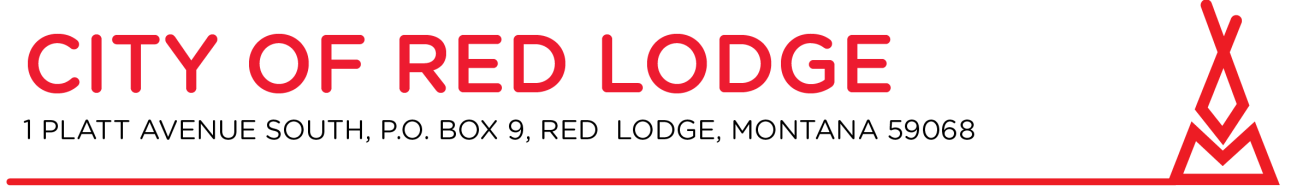 CITY OF RED LODGE
1 PLATT AVENUE SOUTH, P.O. BOX 9, RED LODGE, MONTANA 59068